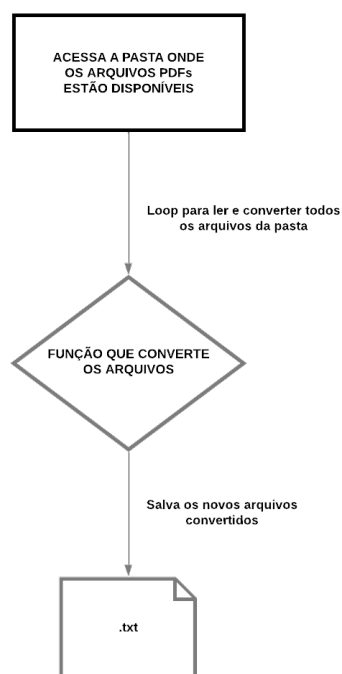 ACESSA A PASTA ONDE
OS ARQUIVOS PDFs
ESTÃO DISPONÍVEIS
Loop para ler e converter todos
os arquivos da pasta
FUNÇÃO QUE CONVERTE
OS ARQUIVOS
Salva os novos arquivos
convertidos
.txt